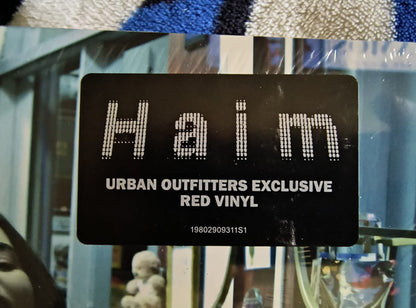 Haim
URBAN OUTFITTERS EXCLUSIVE
RED VINYL
19802909311S1